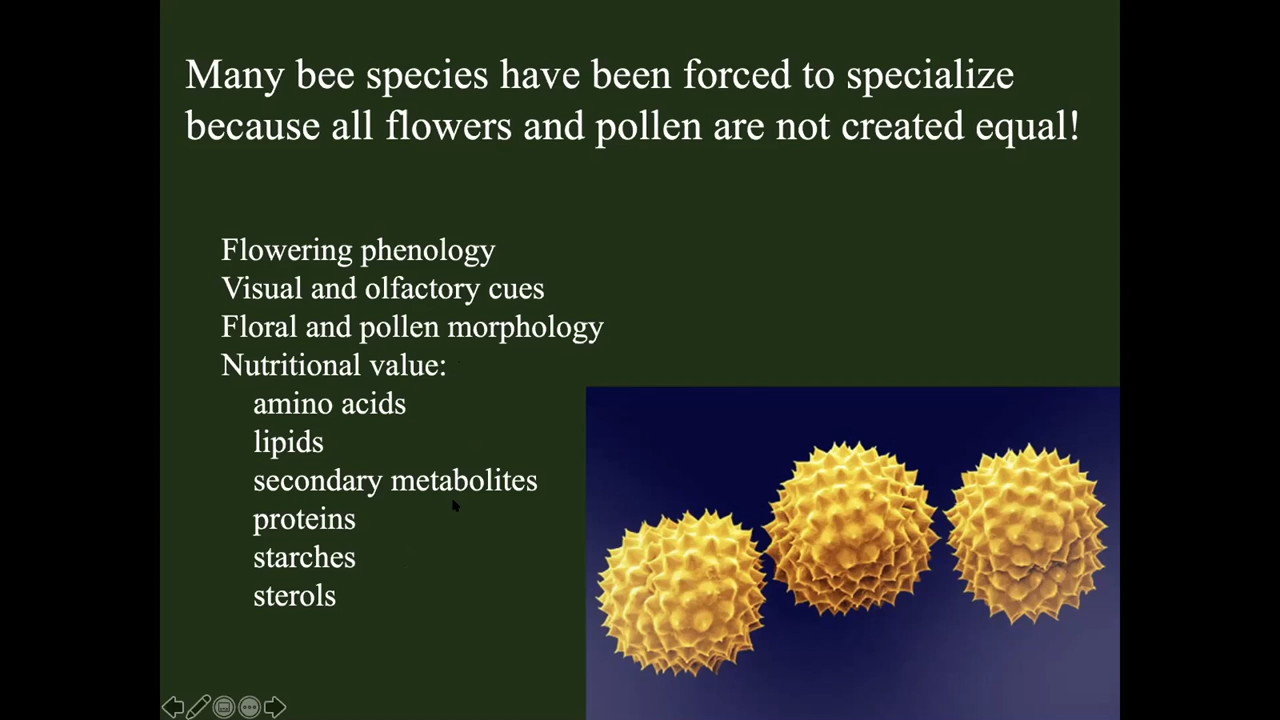 Many bee species have been forced to specialize
because all flowers and pollen are not created equal!
Flowering phenology
Visual and olfactory cues
Floral and pollen morphology
Nutritional value:
amino acids
lipids
secondary metabolites
proteins
starches
sterols